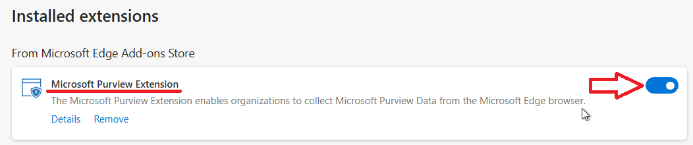 Installed extensions
From Microsoft Edge Add-ons Store
Microsoft Purview Extension
The Microsoft Purview Extension enables organizations to collect Microsoft Purview Data from the Microsoft Edge browser.
Details Remove